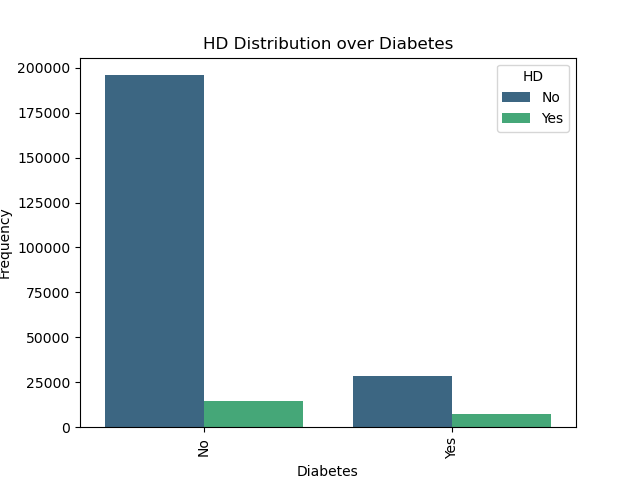 HD Distribution over Diabetes
HD
No
Yes
200000
175000
150000
125000
100000
75000
50000
25000
0
Frequency
No
Yes
Diabetes